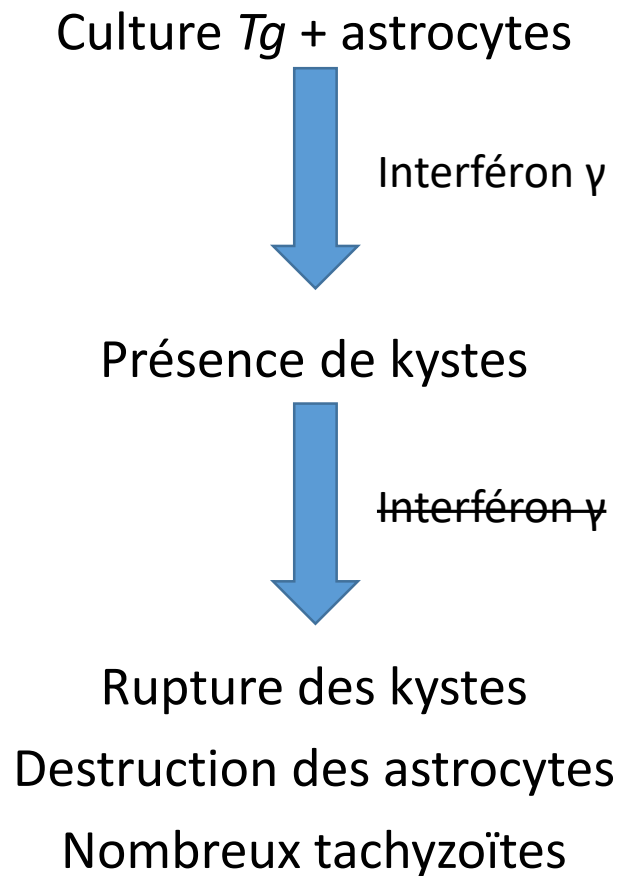 Culture Tg + astrocytes
Interféron γ
Présence de kystes
Interféron γ
Rupture des kystes
Destruction des astrocytes
Nombreux tachyzoïtes